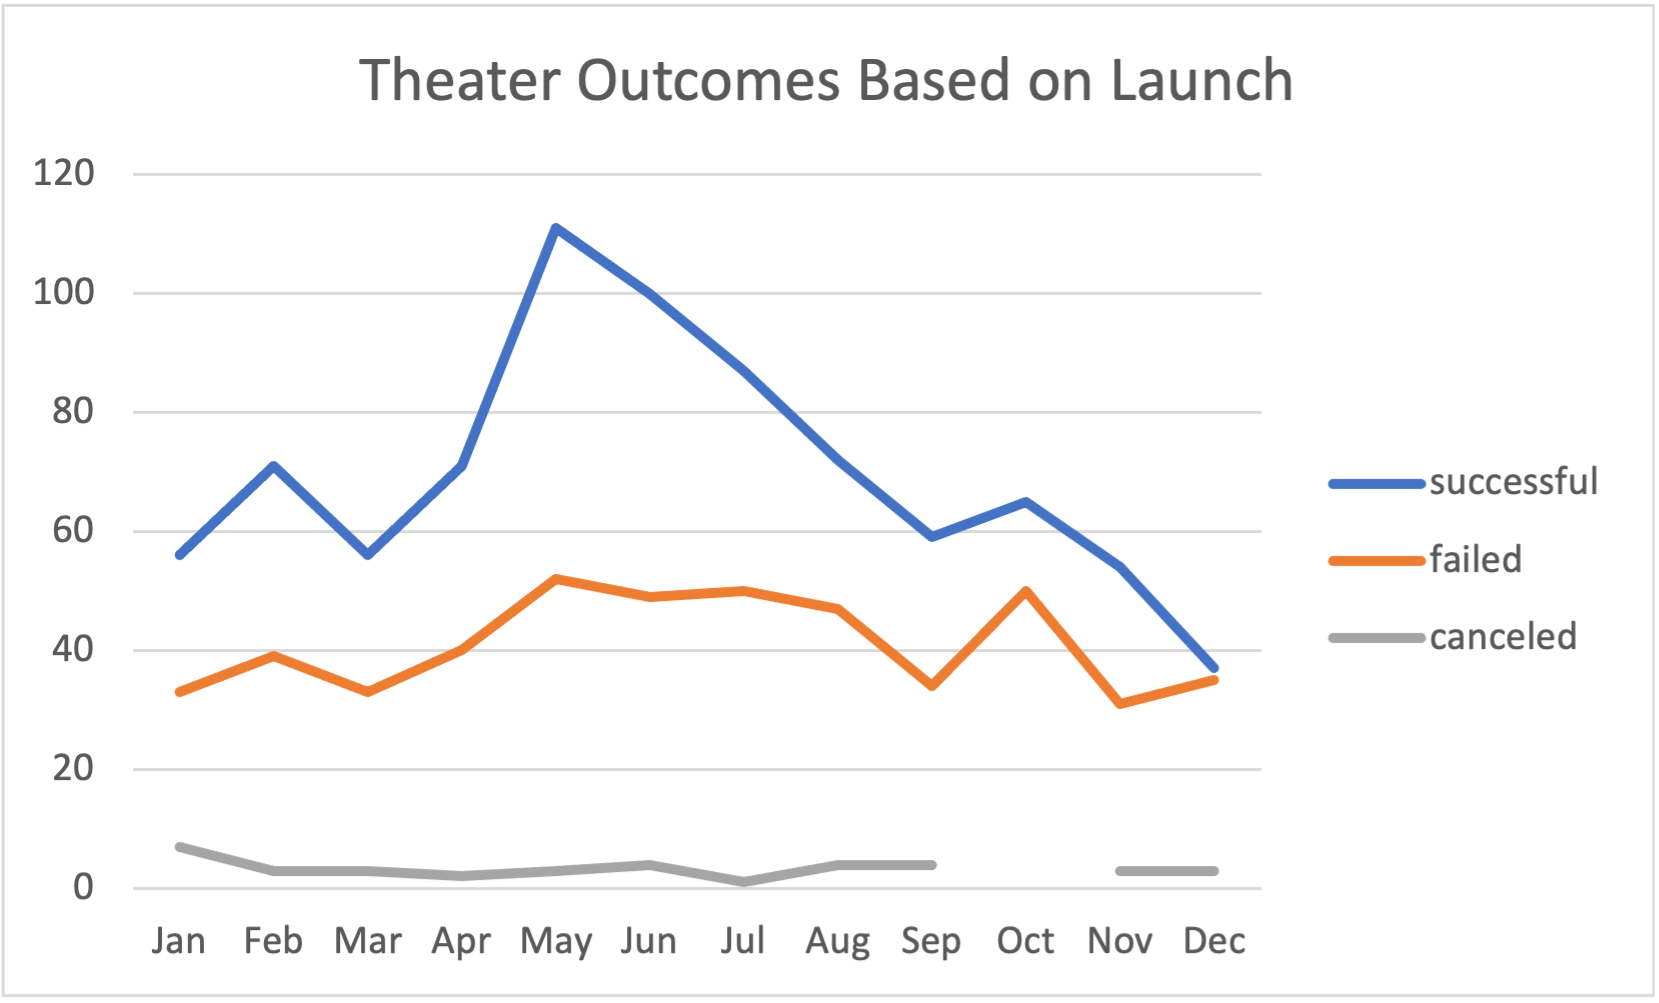 Theater Outcomes Based on Launch
120
100
80
60
40
20
0
Jan Feb Mar Apr May Jun Jul Aug Sep Oct Nov Dec
successful
failed
canceled